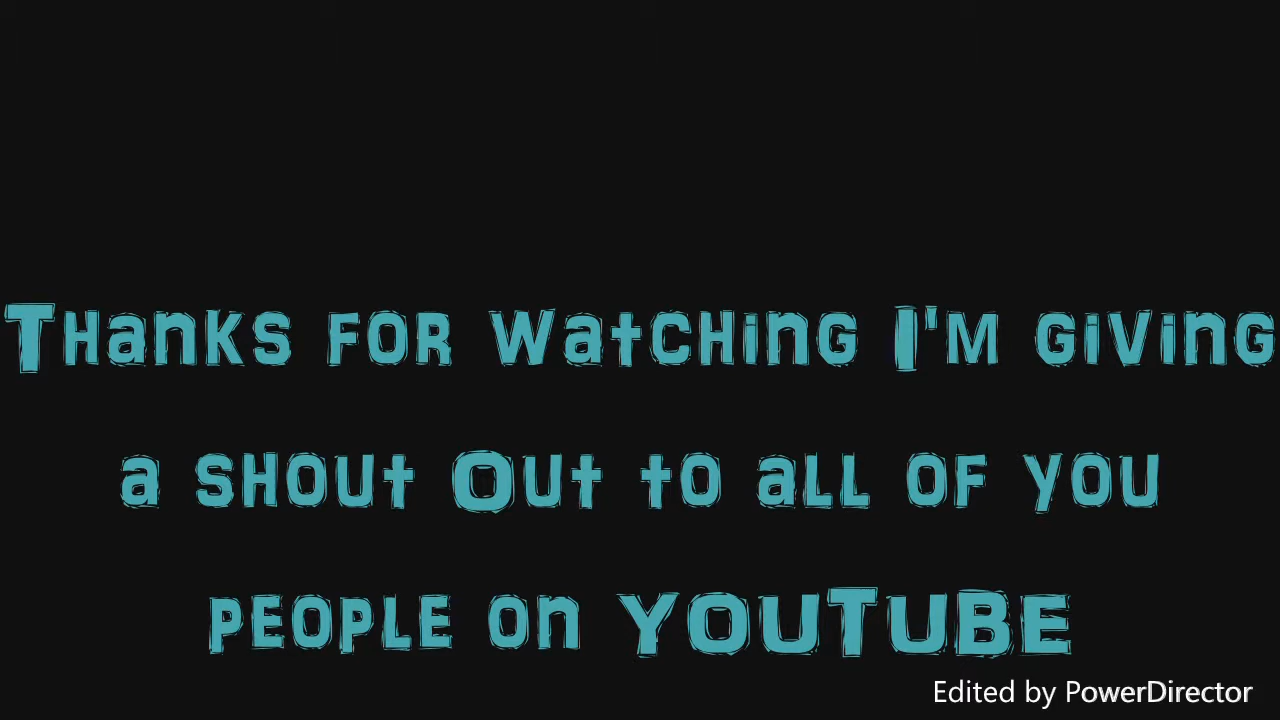 Thanks for watching I'm giving
a shout Out to all of you
people on YOUTUBE
Edited by PowerDirector